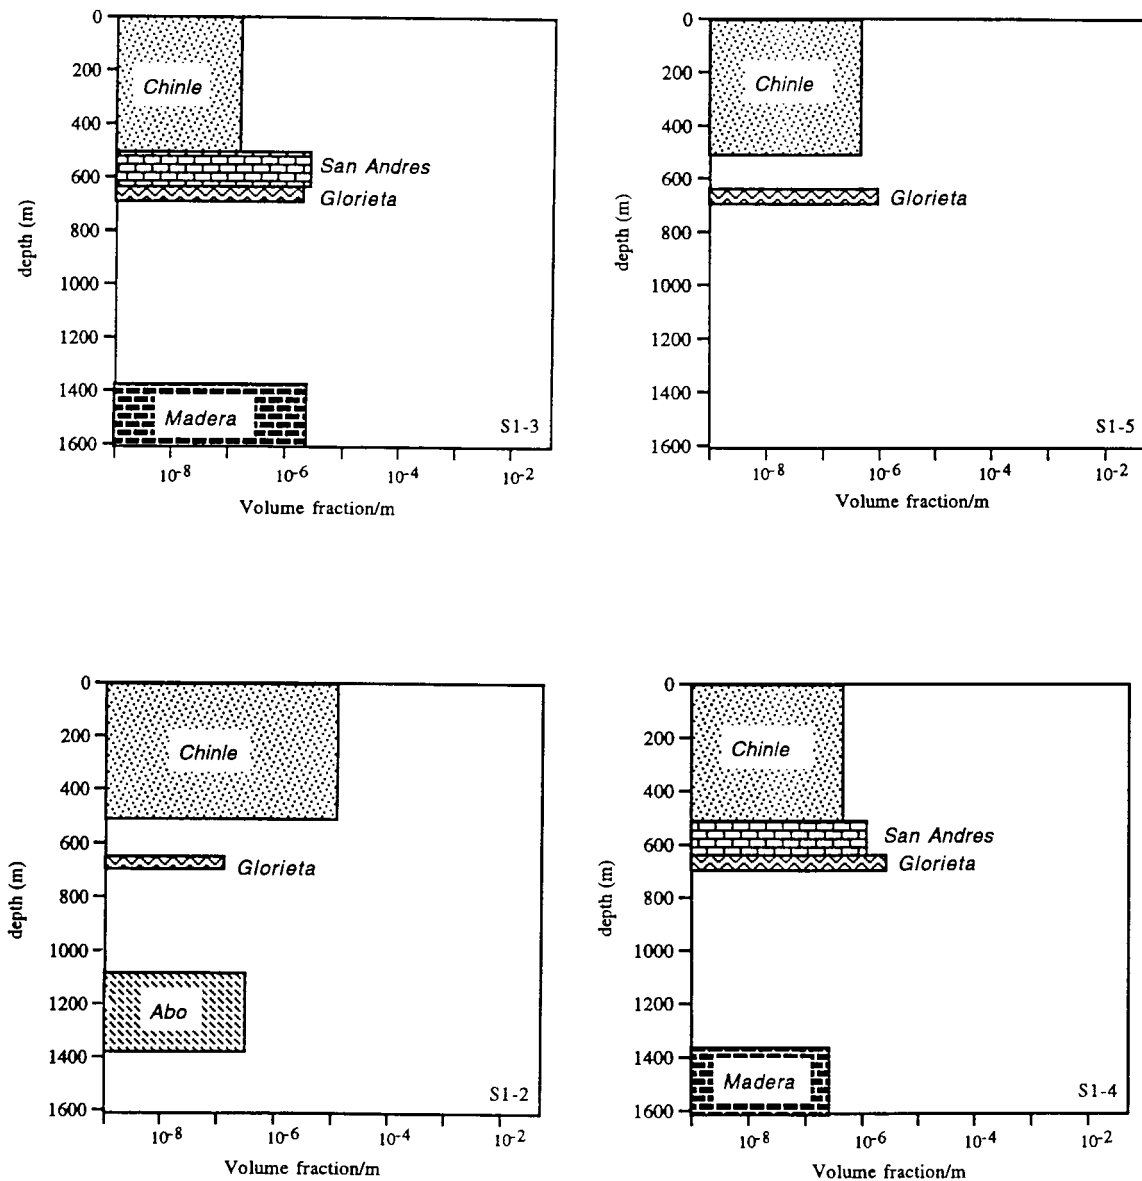 0
200
400
600
800
1000
1200
1400
1600
depth (m)
Chinle
San Andres
Glorieta
Madera
S1-3
10-8
10-6
10-4
10-2
Volume fraction/m
0
200
400
600
800
1000
1200
1400
1600
depth (m)
Chinle
Glorieta
S1-5
10-8
10-6
10-4
10-2
Volume fraction/m
0
200
400
600
800
1000
1200
1400
1600
depth (m)
Chinle
Glorieta
Abo
S1-2
10-8
10-6
10-4
10-2
Volume fraction/m
0
200
400
600
800
1000
1200
1400
1600
depth (m)
Chinle
San Andres
Glorieta
Madera
S1-4
10-8
10-6
10-4
10-2
Volume fraction/m